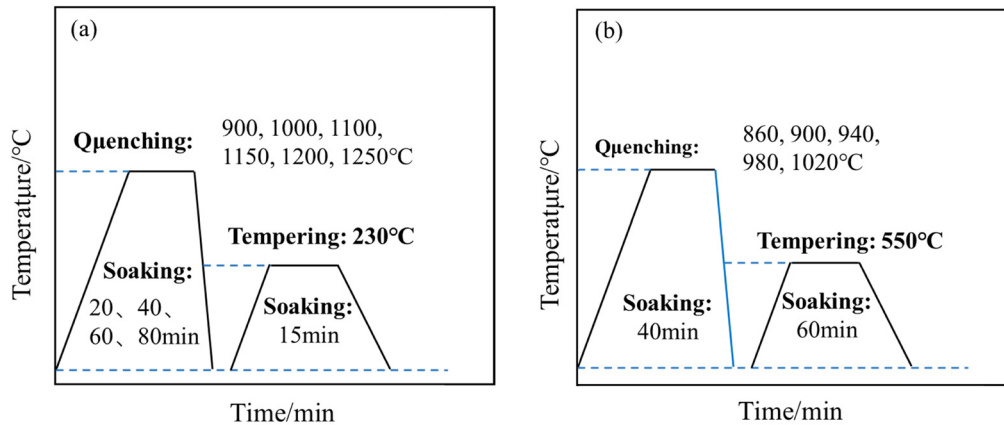 (a)
Temperatμre/°C
Qμenching:
900, 1000, 1100,
1150, 1200, 1250°C
Tempering: 230°C
Soaking:
20、40、
60、80min
Soaking:
15min
Time/min
(b)
Temperatμre/°C
Qμenching:
860, 900, 940,
980, 1020°C
Tempering: 550°C
Soaking:
40min
Soaking:
60min
Time/min